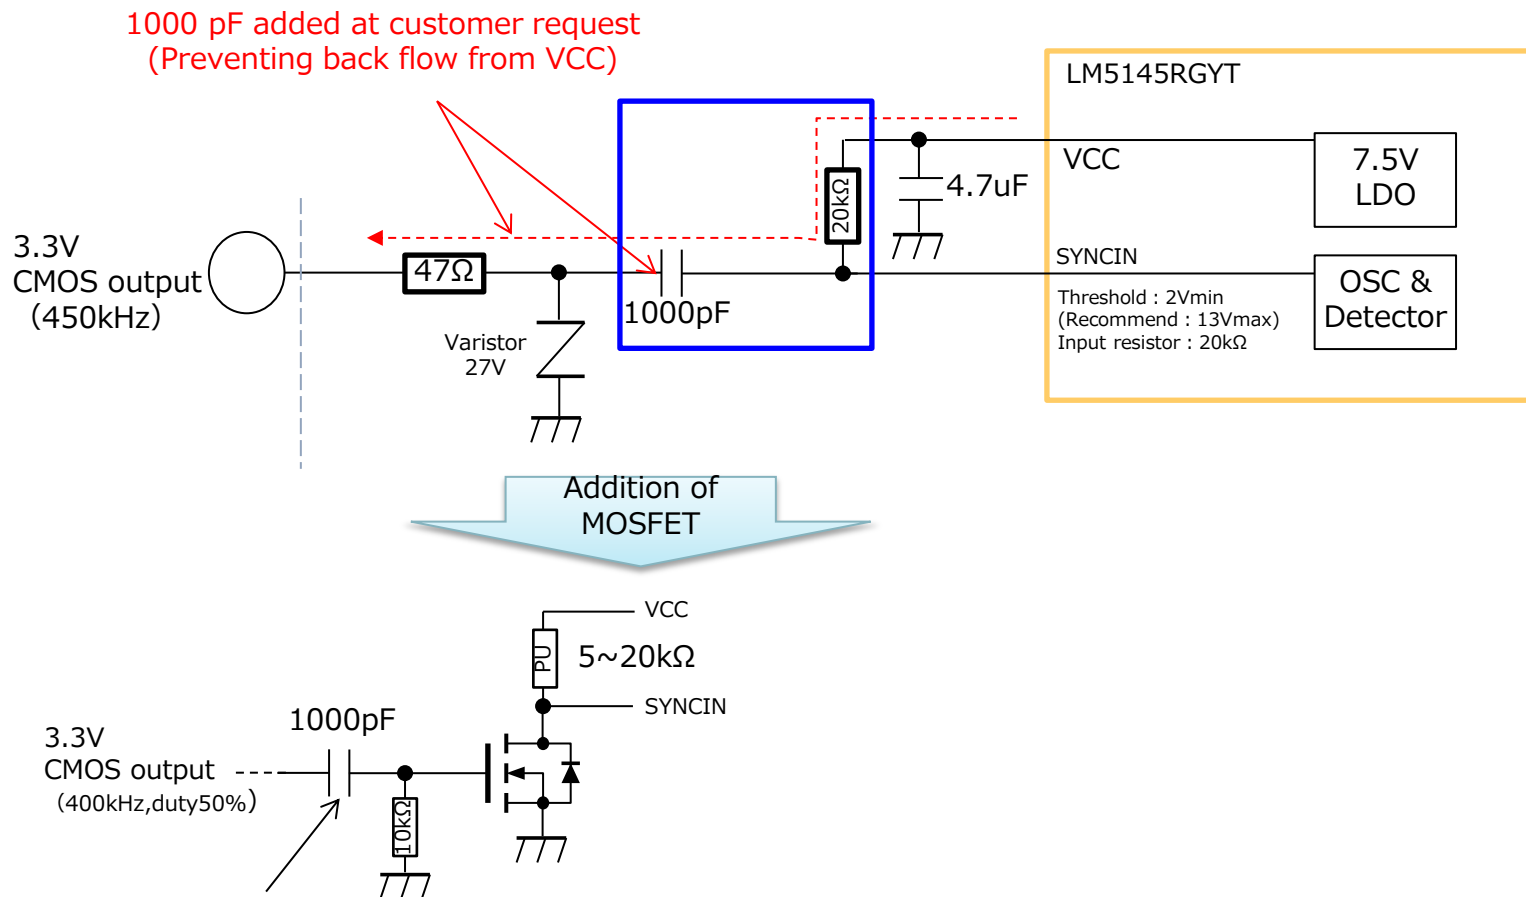 1000 pF added at customer request
(Preventing back flow from VCC)
LM5145RGYT
VCC
7.5V
LDO
4.7uF
20kΩ
3.3V
CMOS output
（450kHz）
47Ω
1000pF
SYNCIN
Threshold : 2Vmin
(Recommend : 13Vmax)
Input resistor : 20kΩ
OSC &
Detector
Varistor
27V
Addition of
MOSFET
VCC
PU
5~20kΩ
SYNCIN
1000pF
3.3V
CMOS output
（400kHz,duty50%）
10kΩ